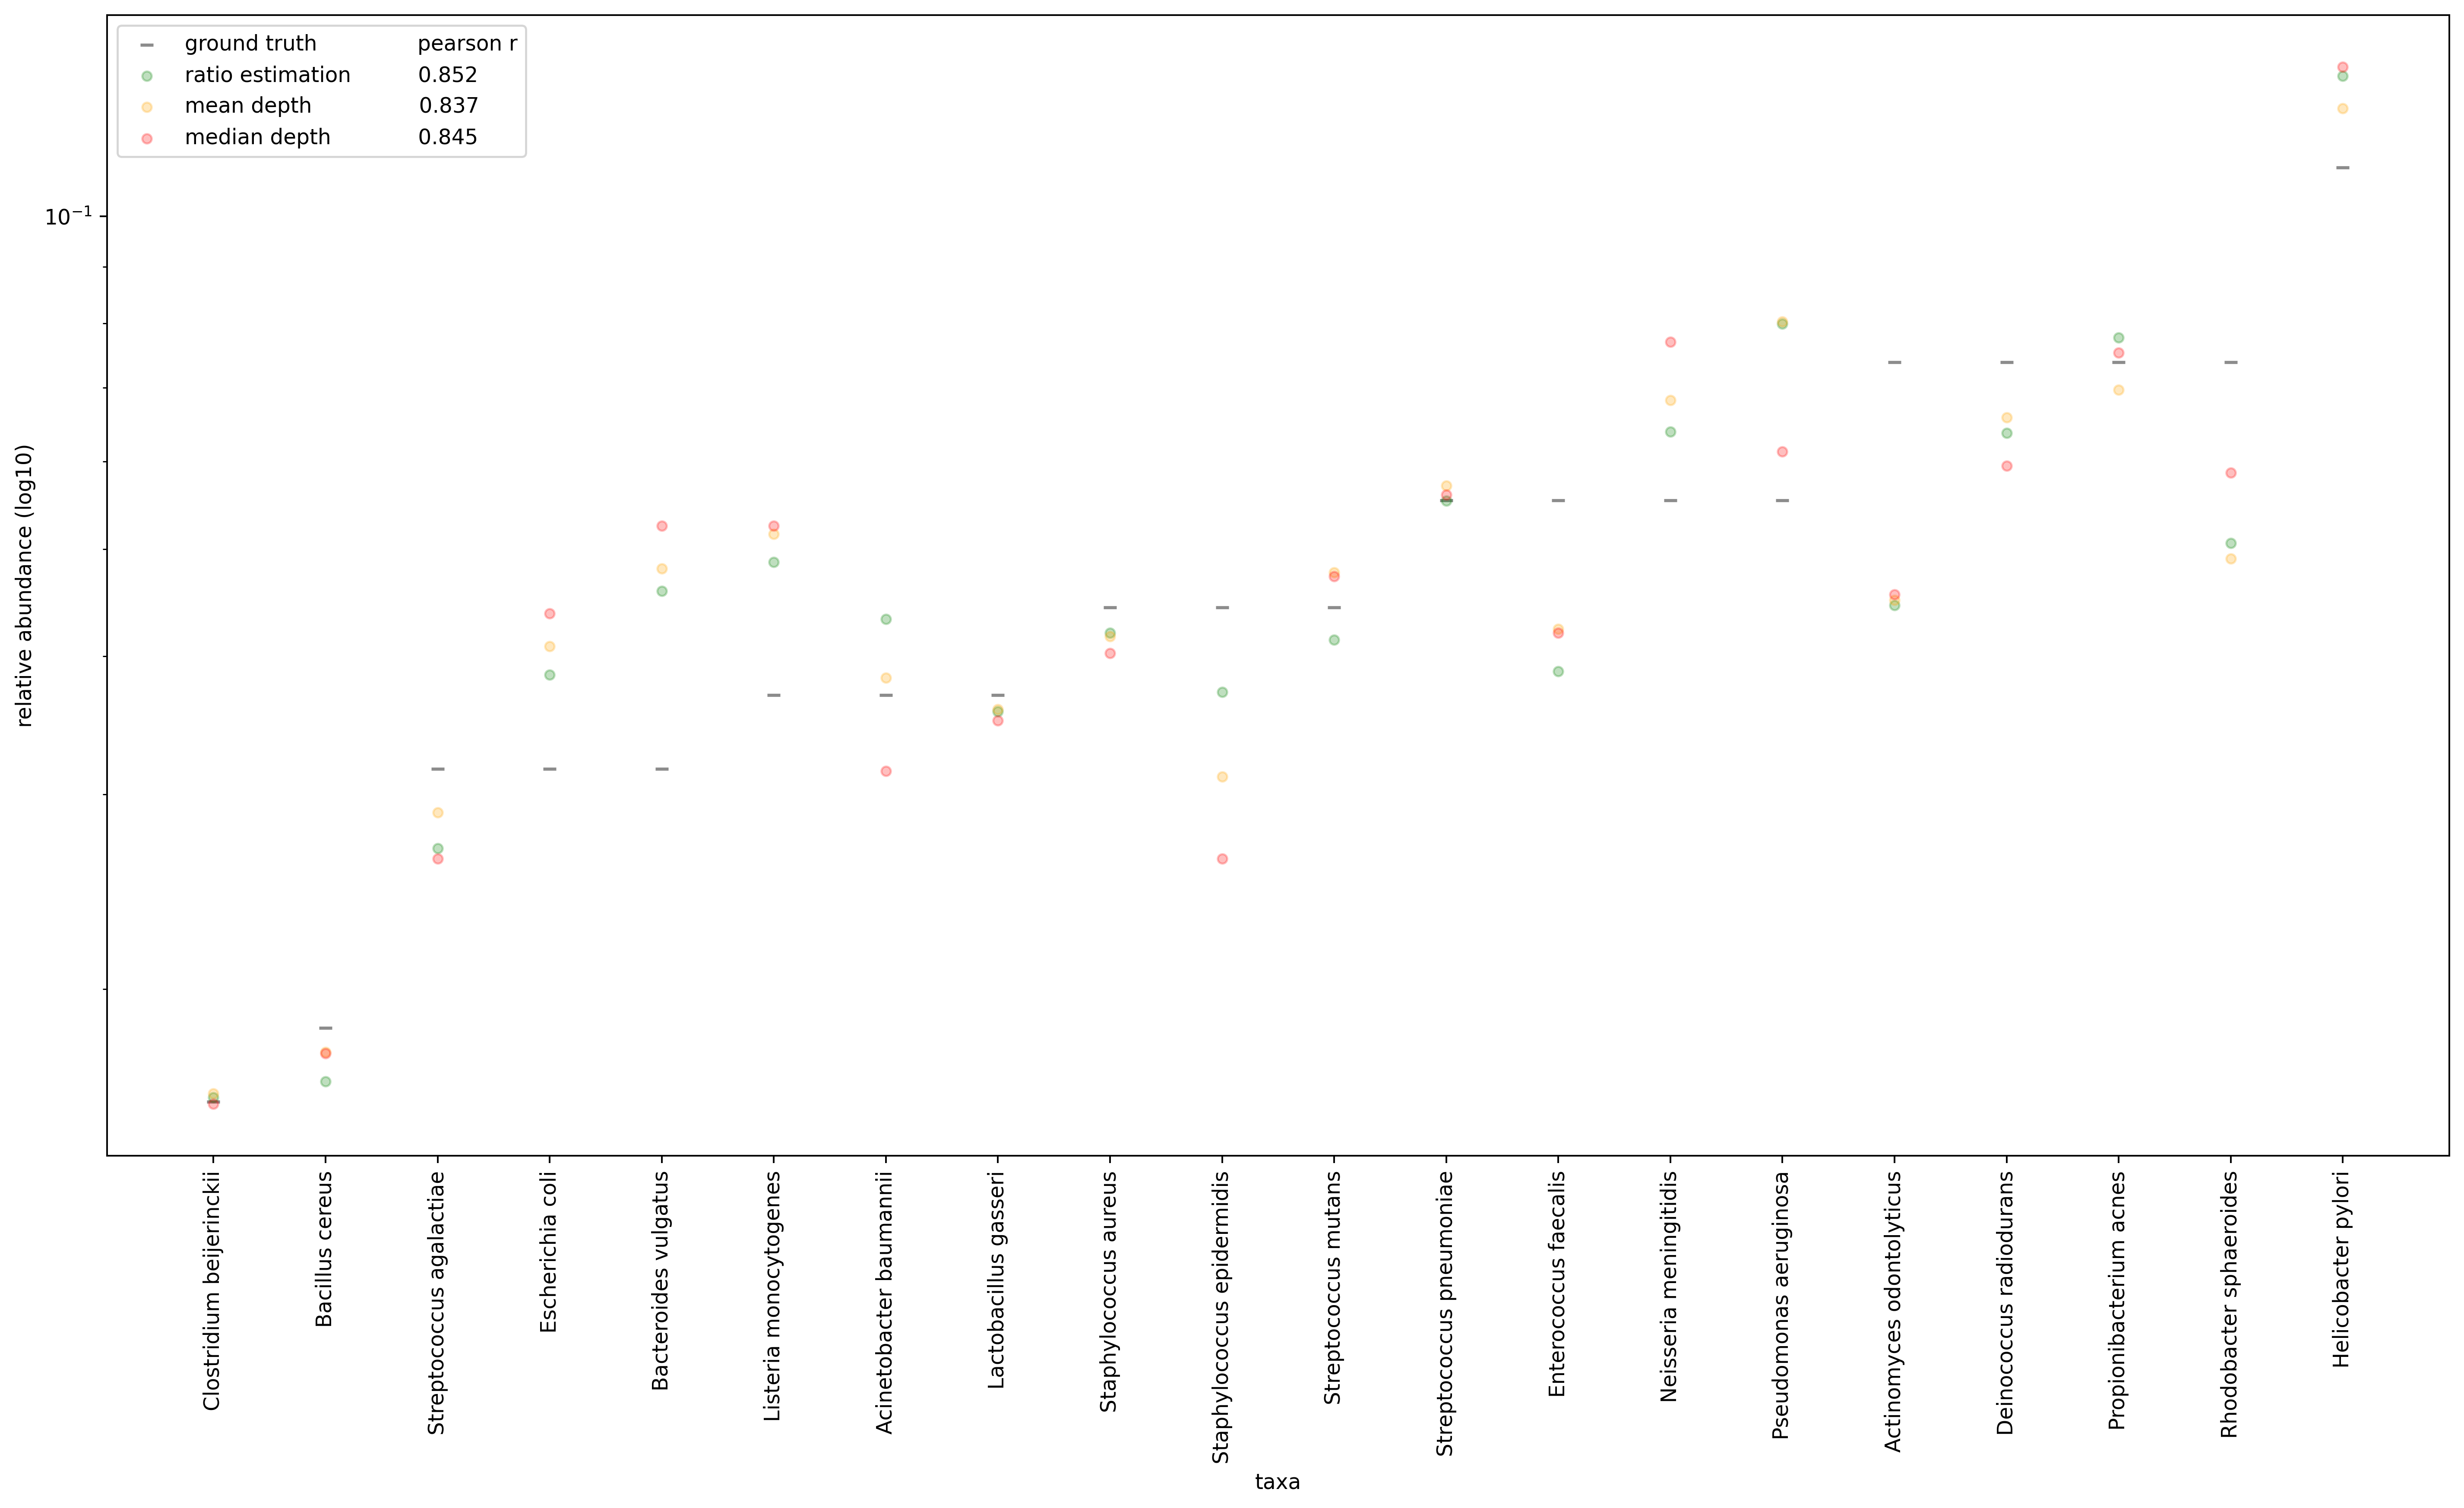 ground truth pearson r
ratio estimation 0.852
mean depth 0.837
median depth 0.845
10⁻¹
relative abundance (log10)
Clostridium beijerinckii
Bacillus cereus
Streptococcus agalactiae
Escherichia coli
Bacteroides vulgatus
Listeria monocytogenes
Acinetobacter baumannii
Lactobacillus gasseri
Staphylococcus aureus
Staphylococcus epidermidis
Streptococcus mutans
Streptococcus pneumoniae
Enterococcus faecalis
Neisseria meningitidis
Pseudomonas aeruginosa
Actinomyces odontolyticus
Deinococcus radiodurans
Propionibacterium acnes
Rhodobacter sphaeroides
Helicobacter pylori
taxa